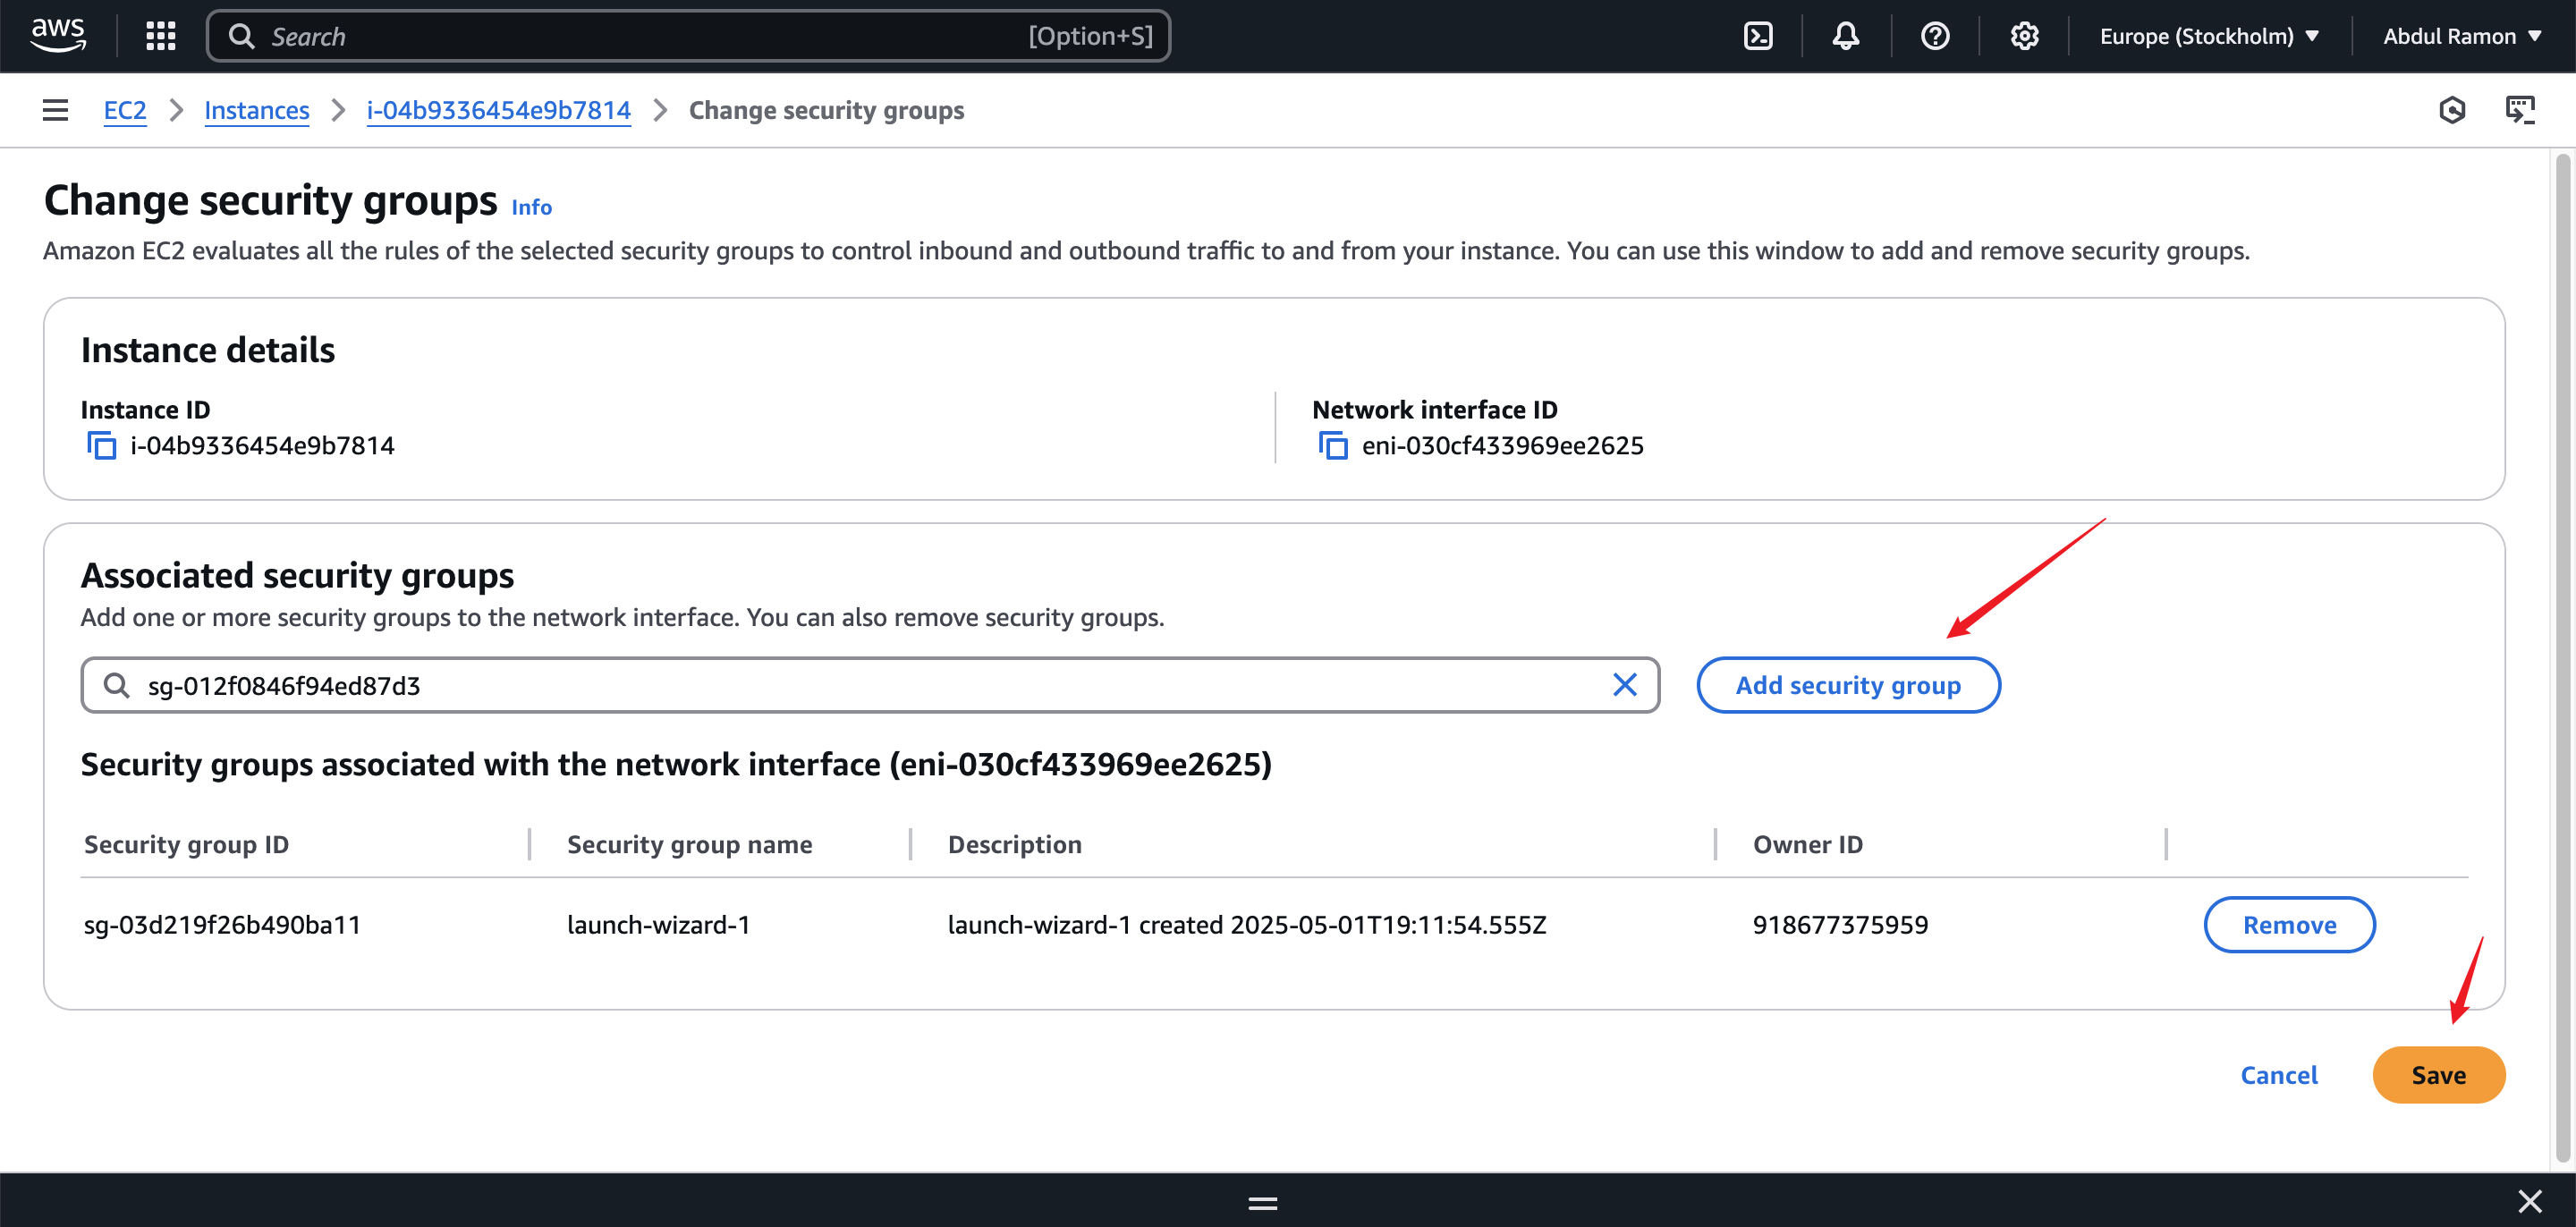 aws
Search
[Option+S]
Europe (Stockholm)
Abdul Ramon
EC2
Instances
i-04b9336454e9b7814
Change security groups
Change security groups Info
Amazon EC2 evaluates all the rules of the selected security groups to control inbound and outbound traffic to and from your instance. You can use this window to add and remove security groups.
Instance details
Instance ID
i-04b9336454e9b7814
Network interface ID
eni-030cf433969ee2625
Associated security groups
Add one or more security groups to the network interface. You can also remove security groups.
sg-012f0846f94ed87d3
Add security group
Security groups associated with the network interface (eni-030cf433969ee2625)
Security group ID
Security group name
Description
Owner ID
sg-03d219f26b490ba11
launch-wizard-1
launch-wizard-1 created 2025-05-01T19:11:54.555Z
918677375959
Remove
Cancel
Save